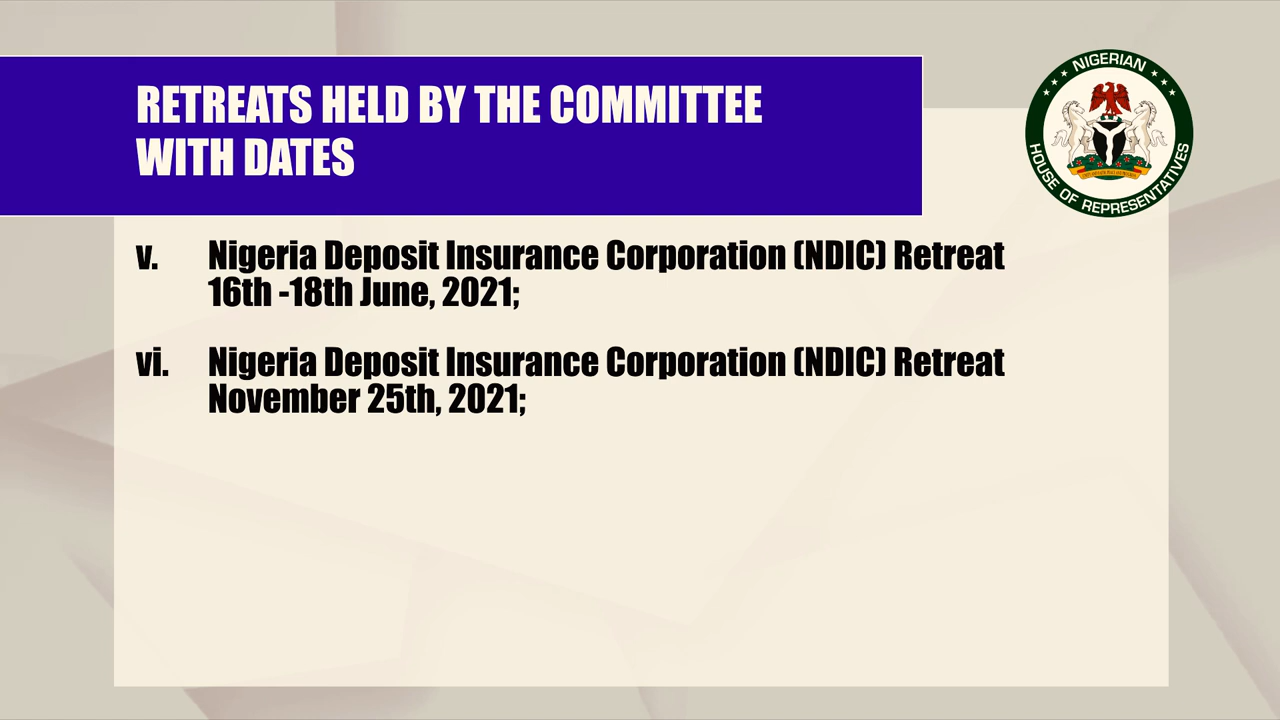 RETREATS HELD BY THE COMMITTEE
WITH DATES
NIGERIAN
HOUSE OF REPRESENTATIVES
v. Nigeria Deposit Insurance Corporation (NDIC) Retreat
16th -18th June, 2021;
vi. Nigeria Deposit Insurance Corporation (NDIC) Retreat
November 25th, 2021;